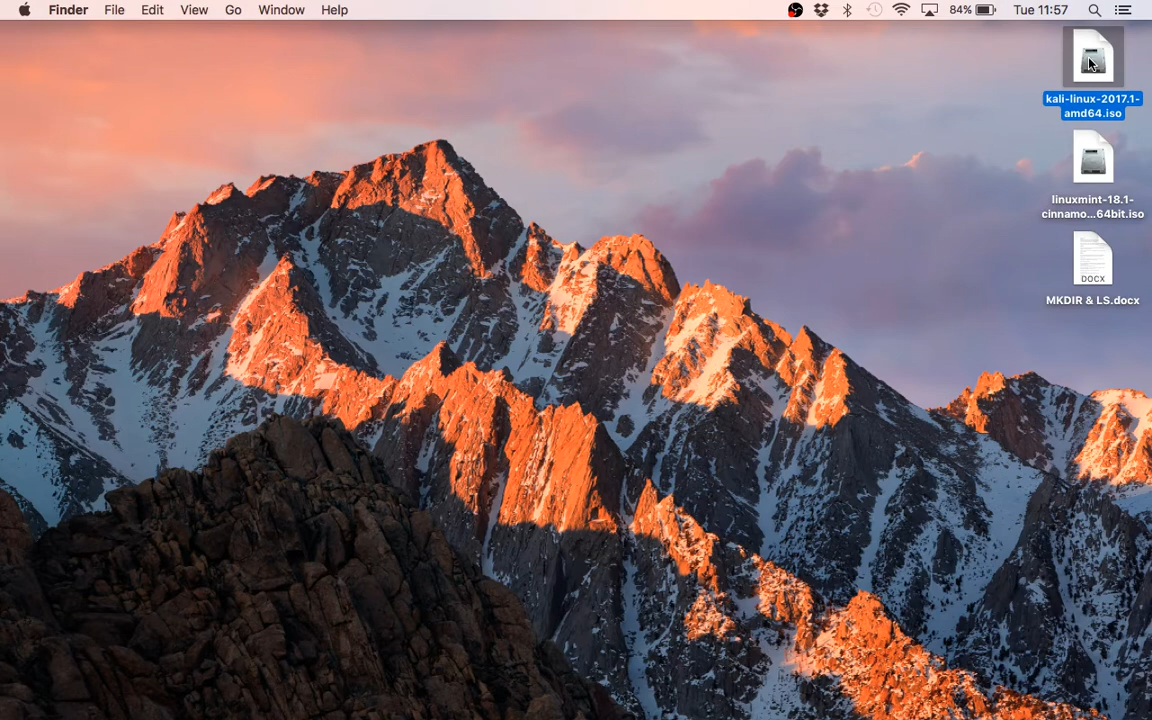 Finder File Edit View Go Window Help 84% Tue 11:57
kali-linux-2017.1-
amd64.iso
linuxmint-18.1-
cinnamo...64bit.iso
DOCX
MKDIR & LS.docx